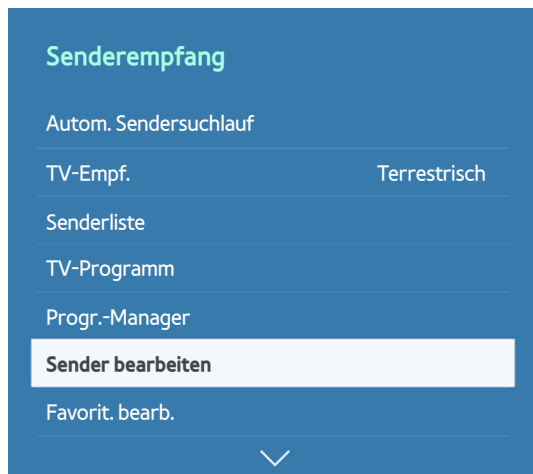 Senderempfang
Autom. Sendersuchlauf
TV-Empf. Terrestrisch
Senderliste
TV-Programm
Progr.-Manager
Sender bearbeiten
Favorit. bearb.